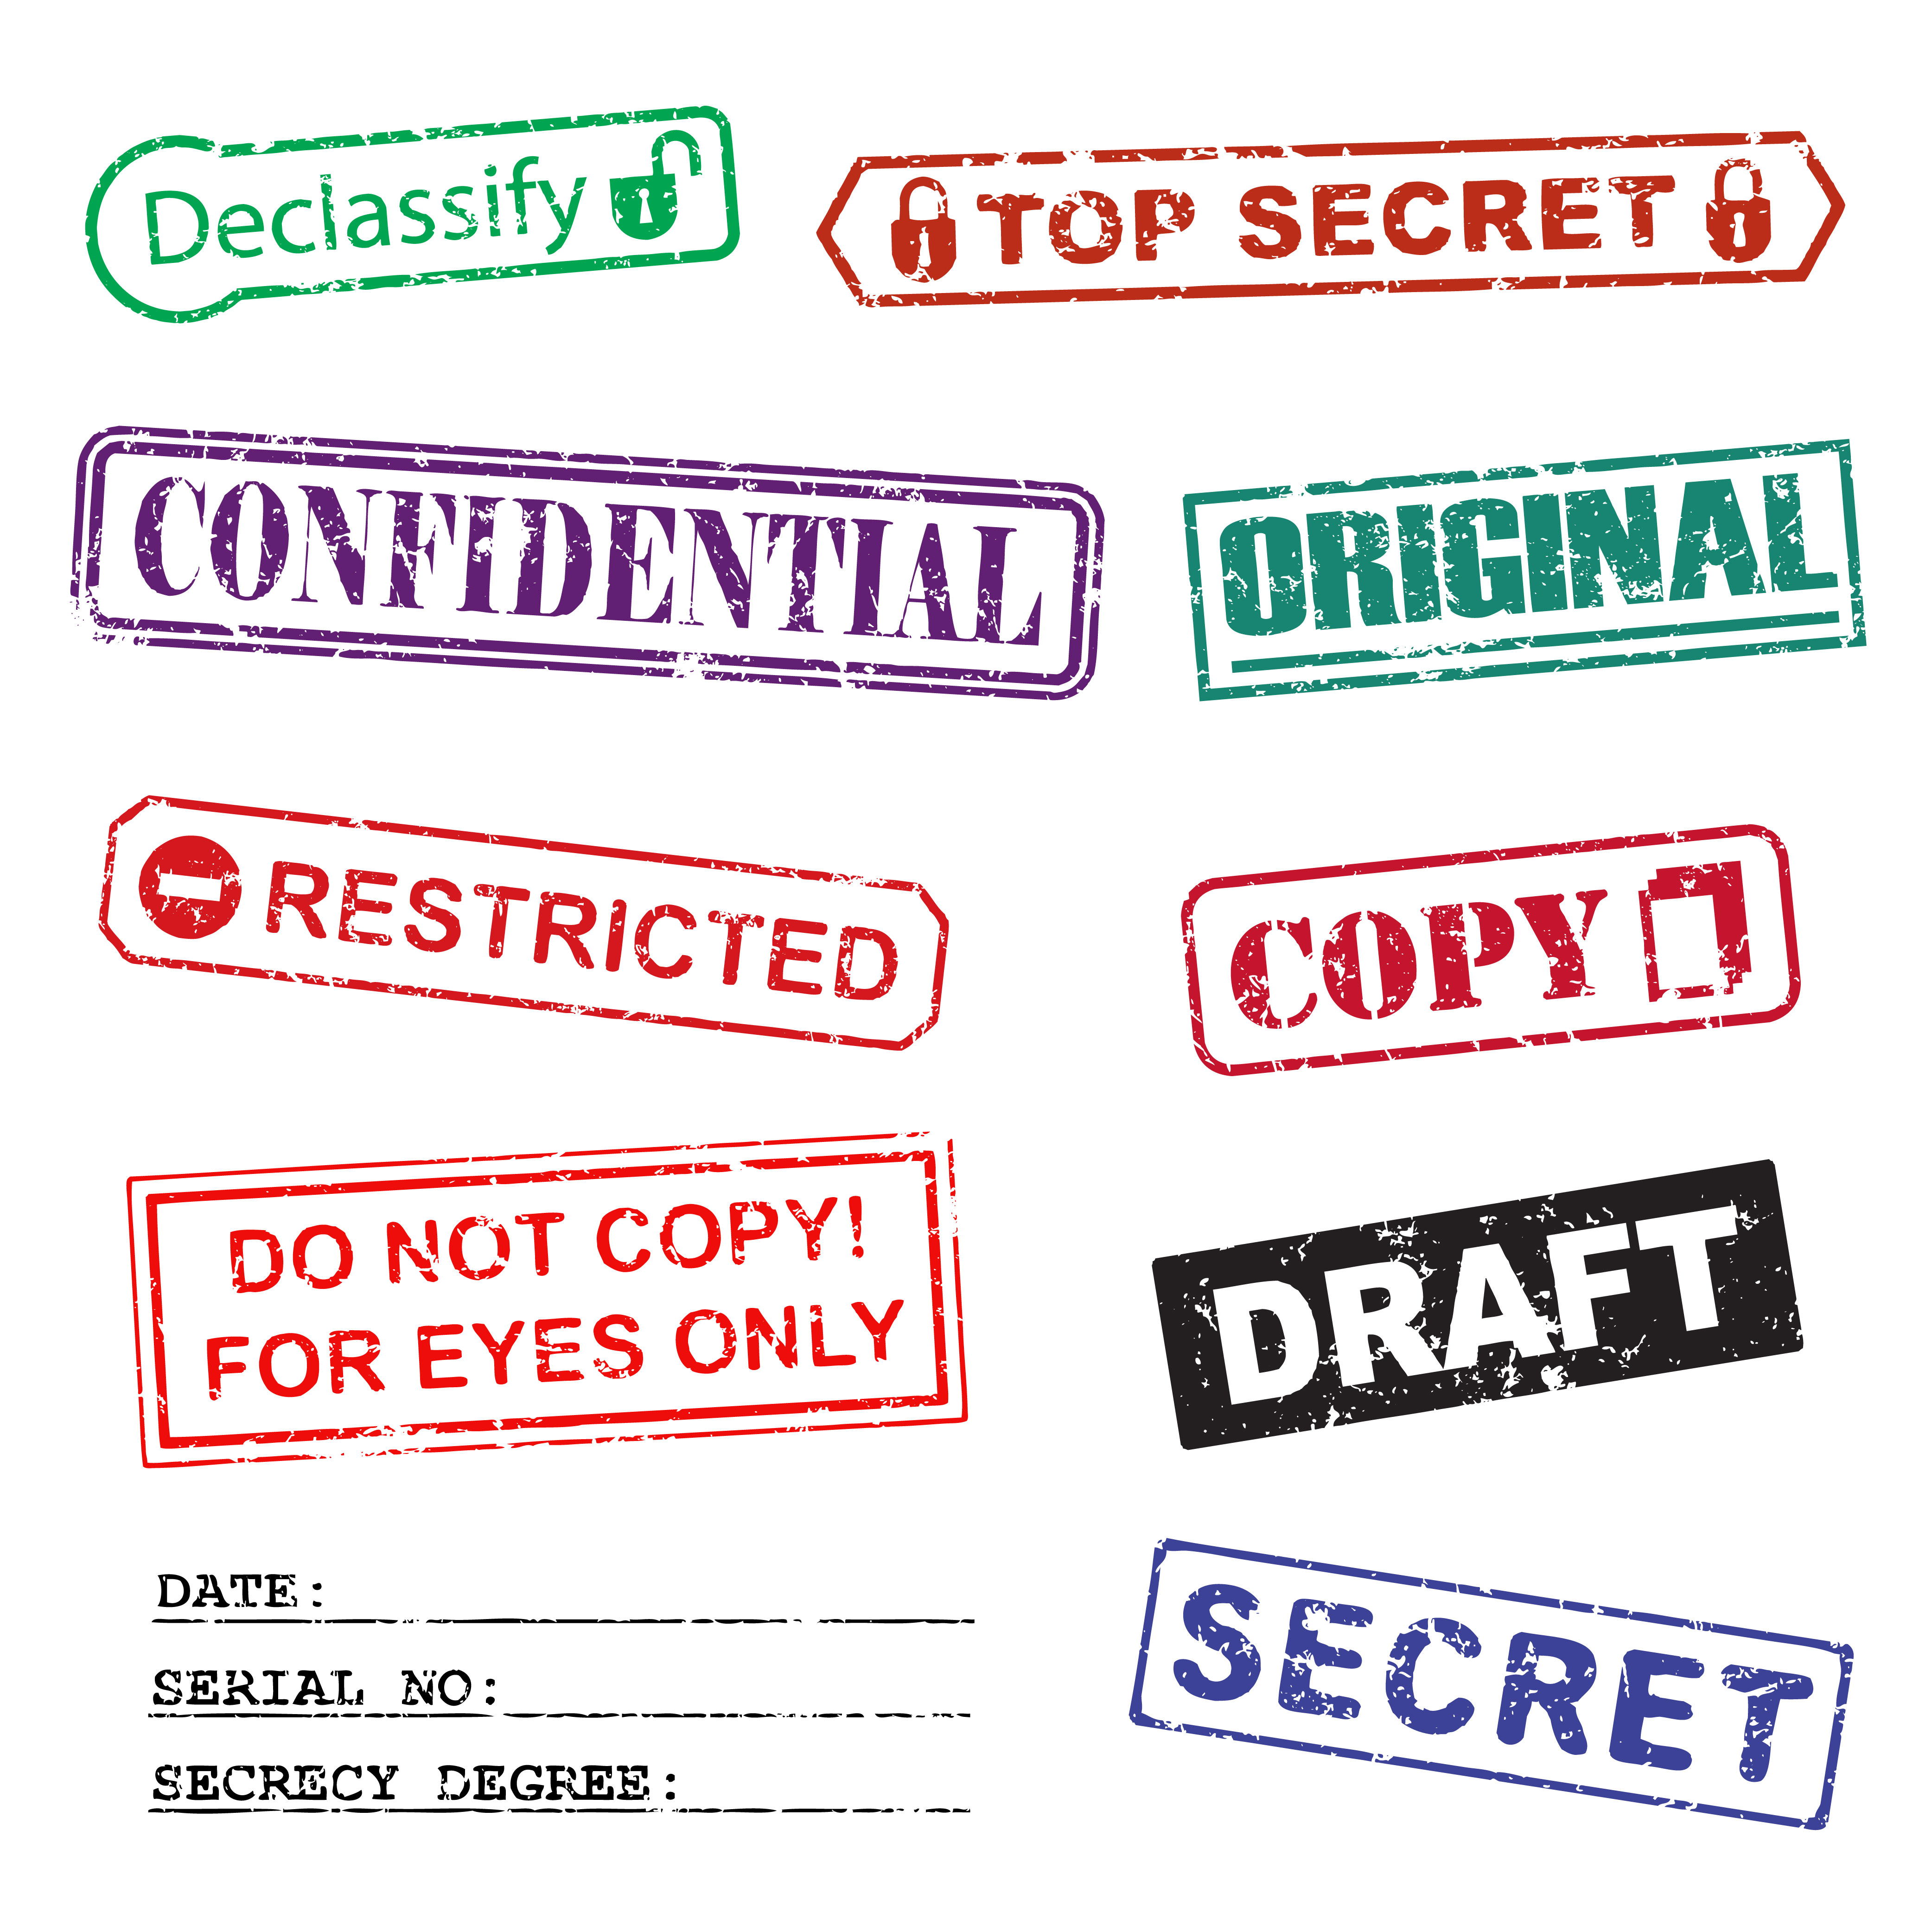 Declassify
TOP SECRET
CONFIDENTIAL
ORIGINAL
RESTRICTED
COPY
DO NOT COPY!
FOR EYES ONLY
DRAFT
DATE:
SERIAL NO:
SECRECY DEGREE:
SECRET